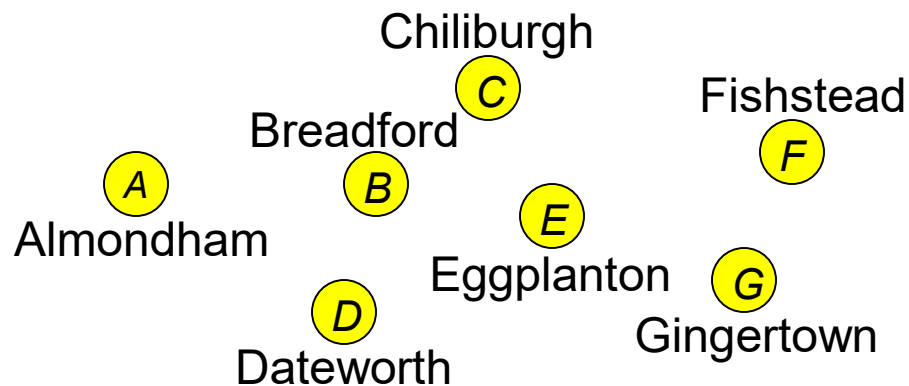 Chiliburgh
C
Fishstead
F
Breadford
B
A
Almondham
E
Eggplanton
G
Gingertown
D
Dateworth